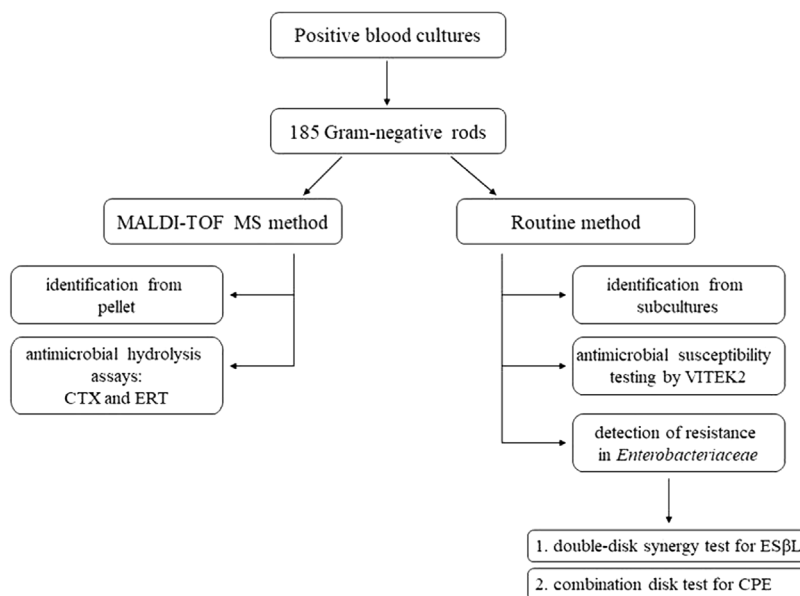 Positive blood cultures
185 Gram-negative rods
MALDI-TOF MS method
Routine method
identification from
pellet
antimicrobial hydrolysis
assays:
CTX and ERT
identification from
subcultures
antimicrobial susceptibility
testing by VITEK2
detection of resistance
in Enterobacteriaceae
1. double-disk synergy test for ESβL
2. combination disk test for CPE